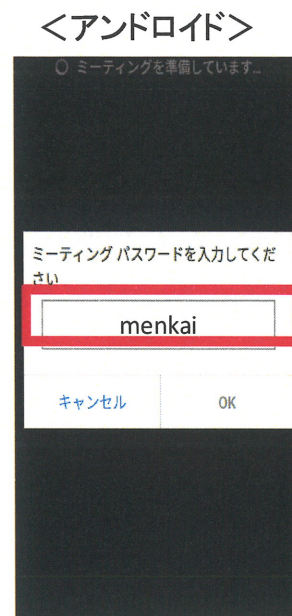 ＜アンドロイド＞
ミーティングを準備しています...
ミーティング パスワードを入力してくだ
さい
menkai
キャンセル
OK